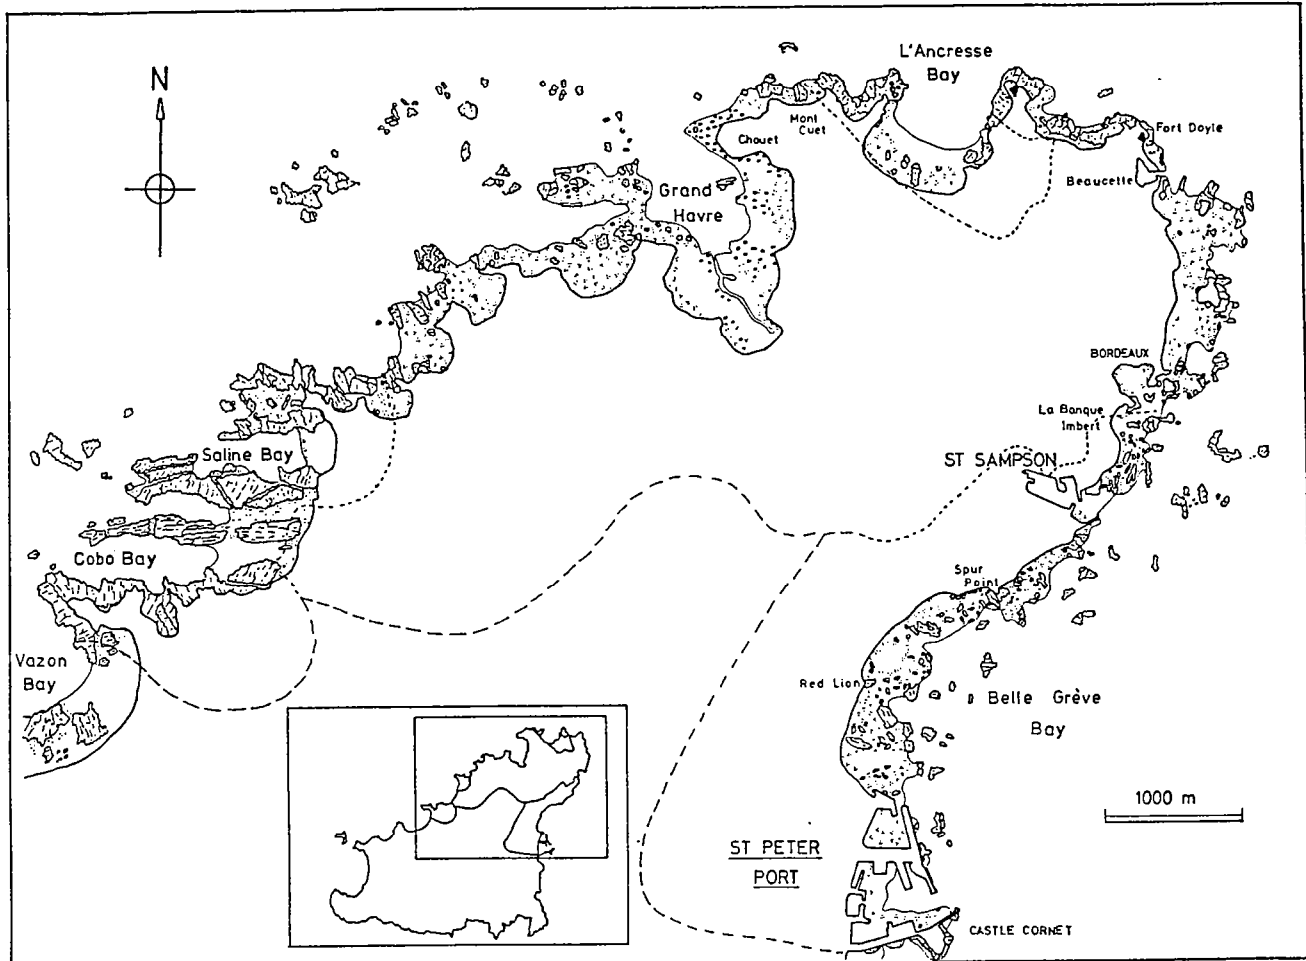 N
L'Ancresse
Bay
Mont
Cuet
Chouet
Fort Doyle
Beaucette
Grand
Havre
BORDEAUX
La Banque
Imbert
Saline Bay
ST SAMPSON
Cobo Bay
Spur
Point
Vazon
Bay
Red Lion
Belle Grève
Bay
1000 m
ST PETER
PORT
CASTLE CORNET